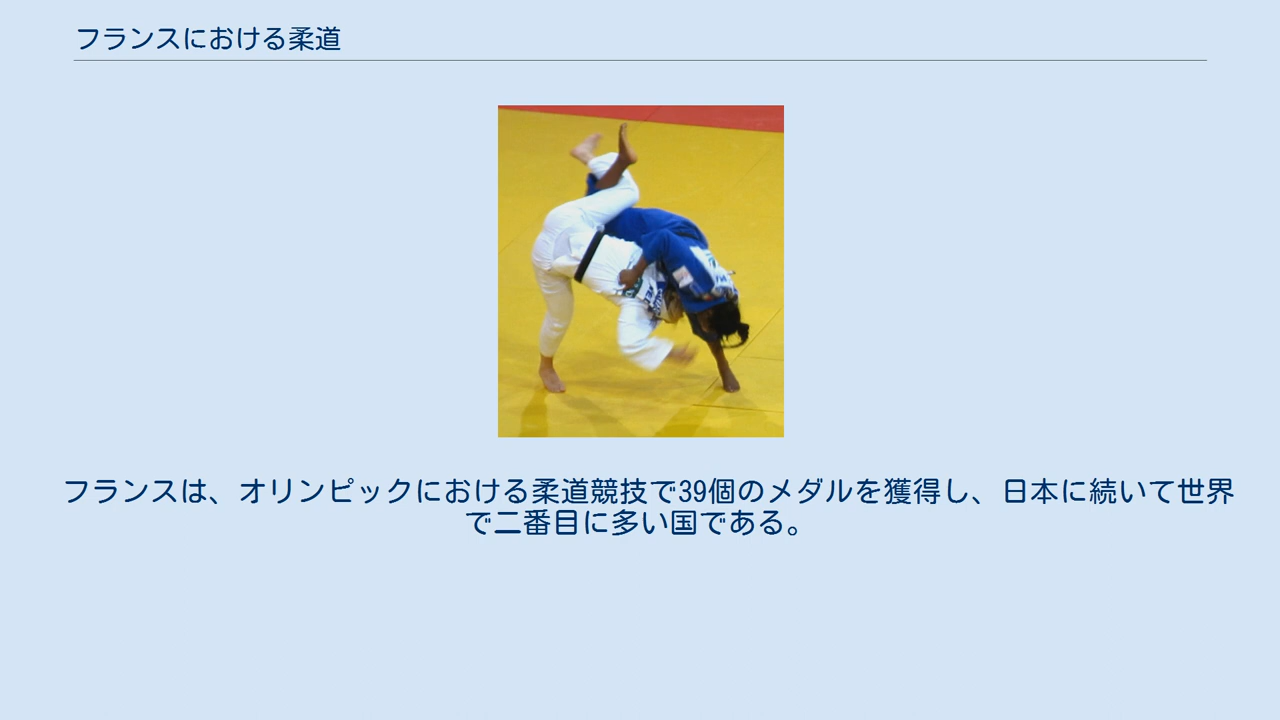 フランスにおける柔道
フランスは、オリンピックにおける柔道競技で39個のメダルを獲得し、日本に続いて世界
で二番目に多い国である。